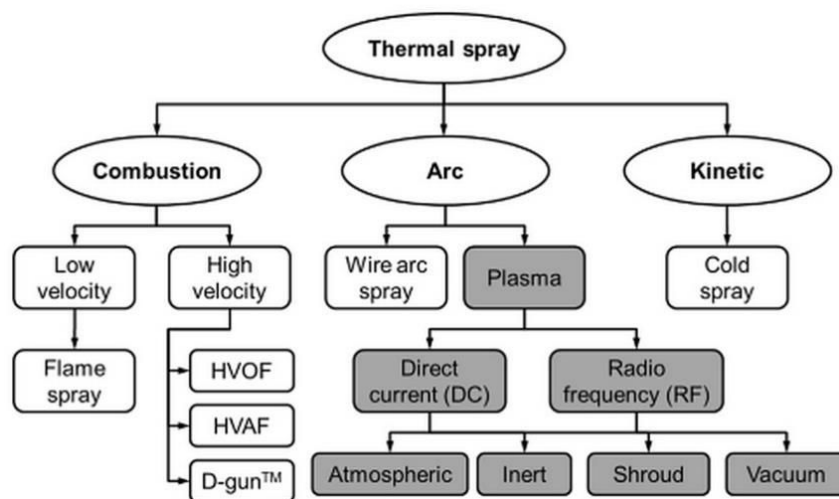 Thermal spray
Combustion
Arc
Kinetic
Low
velocity
High
velocity
Wire arc
spray
Plasma
Cold
spray
Flame
spray
HVOF
HVAF
D-gun™
Direct
current (DC)
Radio
frequency (RF)
Atmospheric
Inert
Shroud
Vacuum